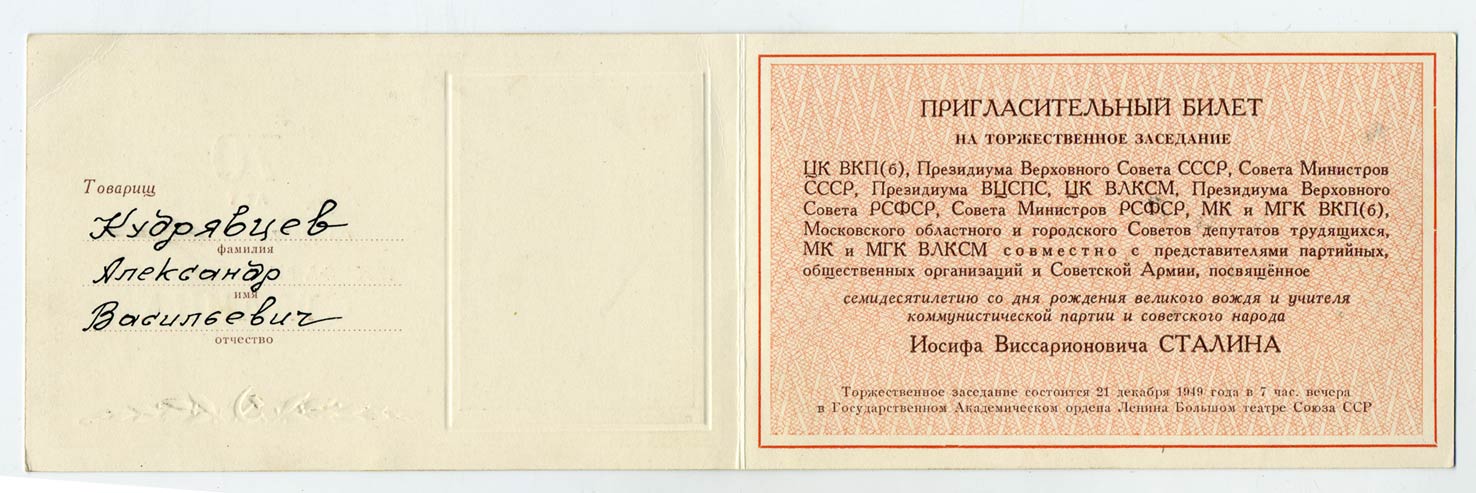 Товарищ
Кудрявцев
фамилия
Александр
имя
Васильевич
отчество
ПРИГЛАСИТЕЛЬНЫЙ БИЛЕТ
НА ТОРЖЕСТВЕННОЕ ЗАСЕДАНИЕ
ЦК ВКП(б), Президиума Верховного Совета СССР, Совета Министров
СССР, Президиума ВЦСПС, ЦК ВЛКСМ, Президиума Верховного
Совета РСФСР, Совета Министров РСФСР, МК и МГК ВКП(б),
Московского областного и городского Советов депутатов трудящихся,
МК и МГК ВЛКСМ совместно с представителями партийных,
общественных организаций и Советской Армии, посвящённое
семидесятилетию со дня рождения великого вождя и учителя
коммунистической партии и советского народа
Иосифа Виссарионовича СТАЛИНА
Торжественное заседание состоится 21 декабря 1949 года в 7 час. вечера
в Государственном Академическом ордена Ленина Большом театре Союза ССР